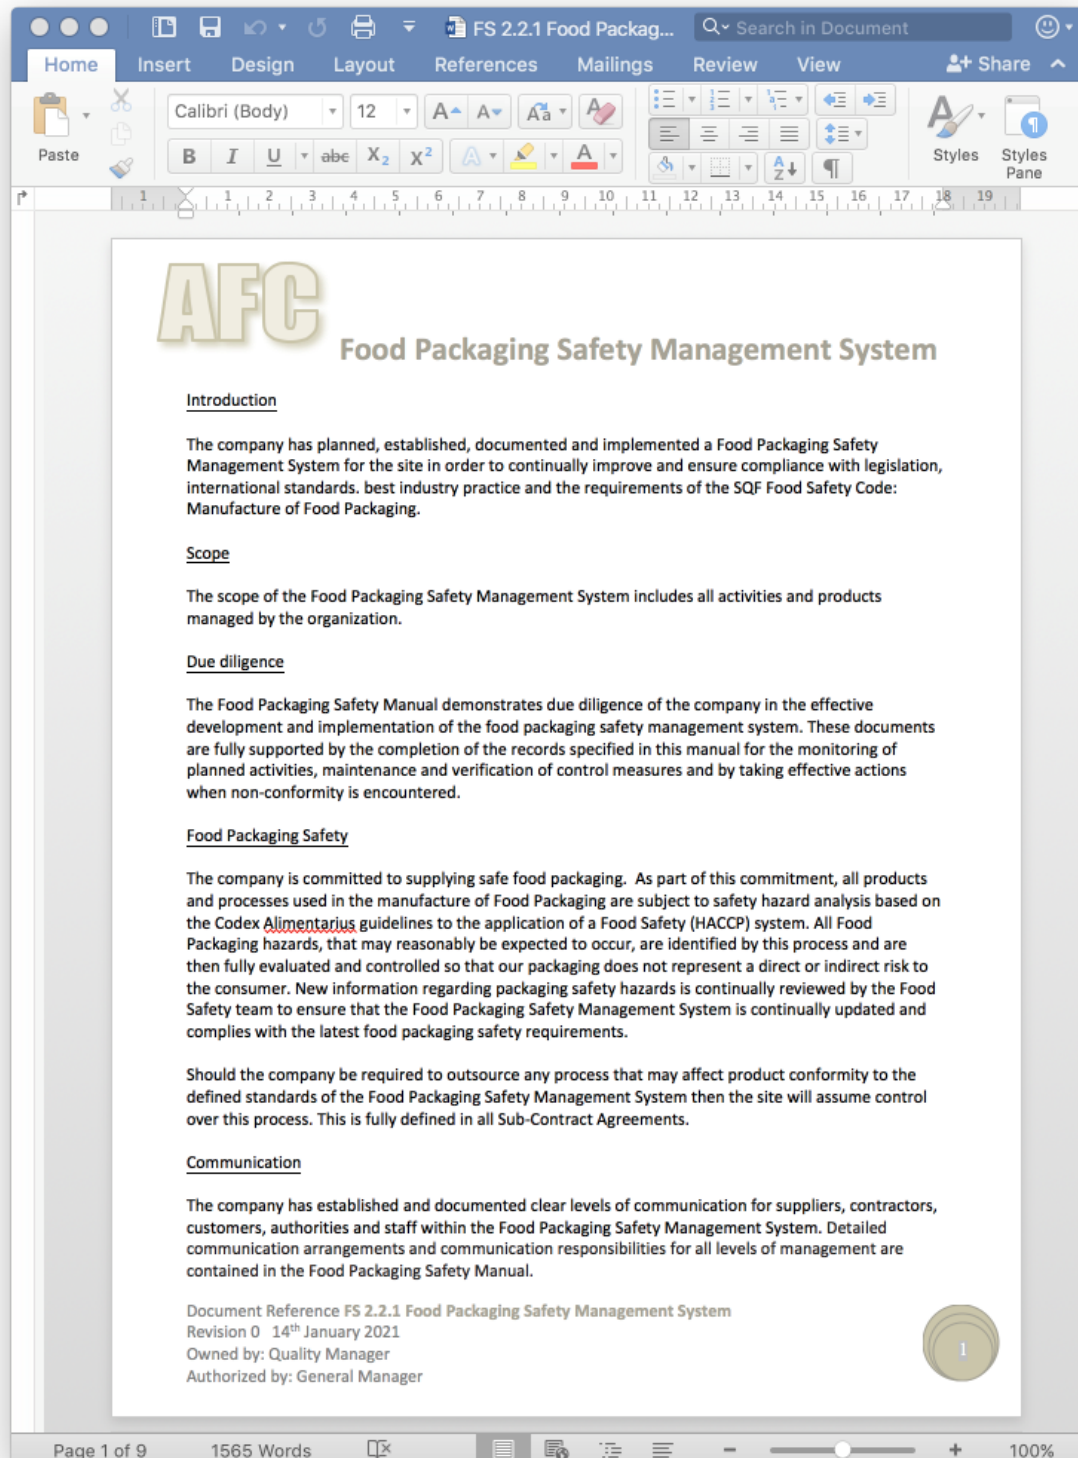 FS 2.2.1 Food Packag...
Search in Document
Home Insert Design Layout References Mailings Review View Share
Calibri (Body) 12
Paste
Styles Styles Pane
1 1 2 3 4 5 6 7 8 9 10 11 12 13 14 15 16 17 18 19
AFC
Food Packaging Safety Management System
Introduction
The company has planned, established, documented and implemented a Food Packaging Safety
Management System for the site in order to continually improve and ensure compliance with legislation,
international standards. best industry practice and the requirements of the SQF Food Safety Code:
Manufacture of Food Packaging.
Scope
The scope of the Food Packaging Safety Management System includes all activities and products
managed by the organization.
Due diligence
The Food Packaging Safety Manual demonstrates due diligence of the company in the effective
development and implementation of the food packaging safety management system. These documents
are fully supported by the completion of the records specified in this manual for the monitoring of
planned activities, maintenance and verification of control measures and by taking effective actions
when non-conformity is encountered.
Food Packaging Safety
The company is committed to supplying safe food packaging.  As part of this commitment, all products
and processes used in the manufacture of Food Packaging are subject to safety hazard analysis based on
the Codex Alimentarius guidelines to the application of a Food Safety (HACCP) system. All Food
Packaging hazards, that may reasonably be expected to occur, are identified by this process and are
then fully evaluated and controlled so that our packaging does not represent a direct or indirect risk to
the consumer. New information regarding packaging safety hazards is continually reviewed by the Food
Safety team to ensure that the Food Packaging Safety Management System is continually updated and
complies with the latest food packaging safety requirements.
Should the company be required to outsource any process that may affect product conformity to the
defined standards of the Food Packaging Safety Management System then the site will assume control
over this process. This is fully defined in all Sub-Contract Agreements.
Communication
The company has established and documented clear levels of communication for suppliers, contractors,
customers, authorities and staff within the Food Packaging Safety Management System. Detailed
communication arrangements and communication responsibilities for all levels of management are
contained in the Food Packaging Safety Manual.
Document Reference FS 2.2.1 Food Packaging Safety Management System
Revision 0   14th January 2021
Owned by: Quality Manager
Authorized by: General Manager
1
Page 1 of 9 1565 Words 100%